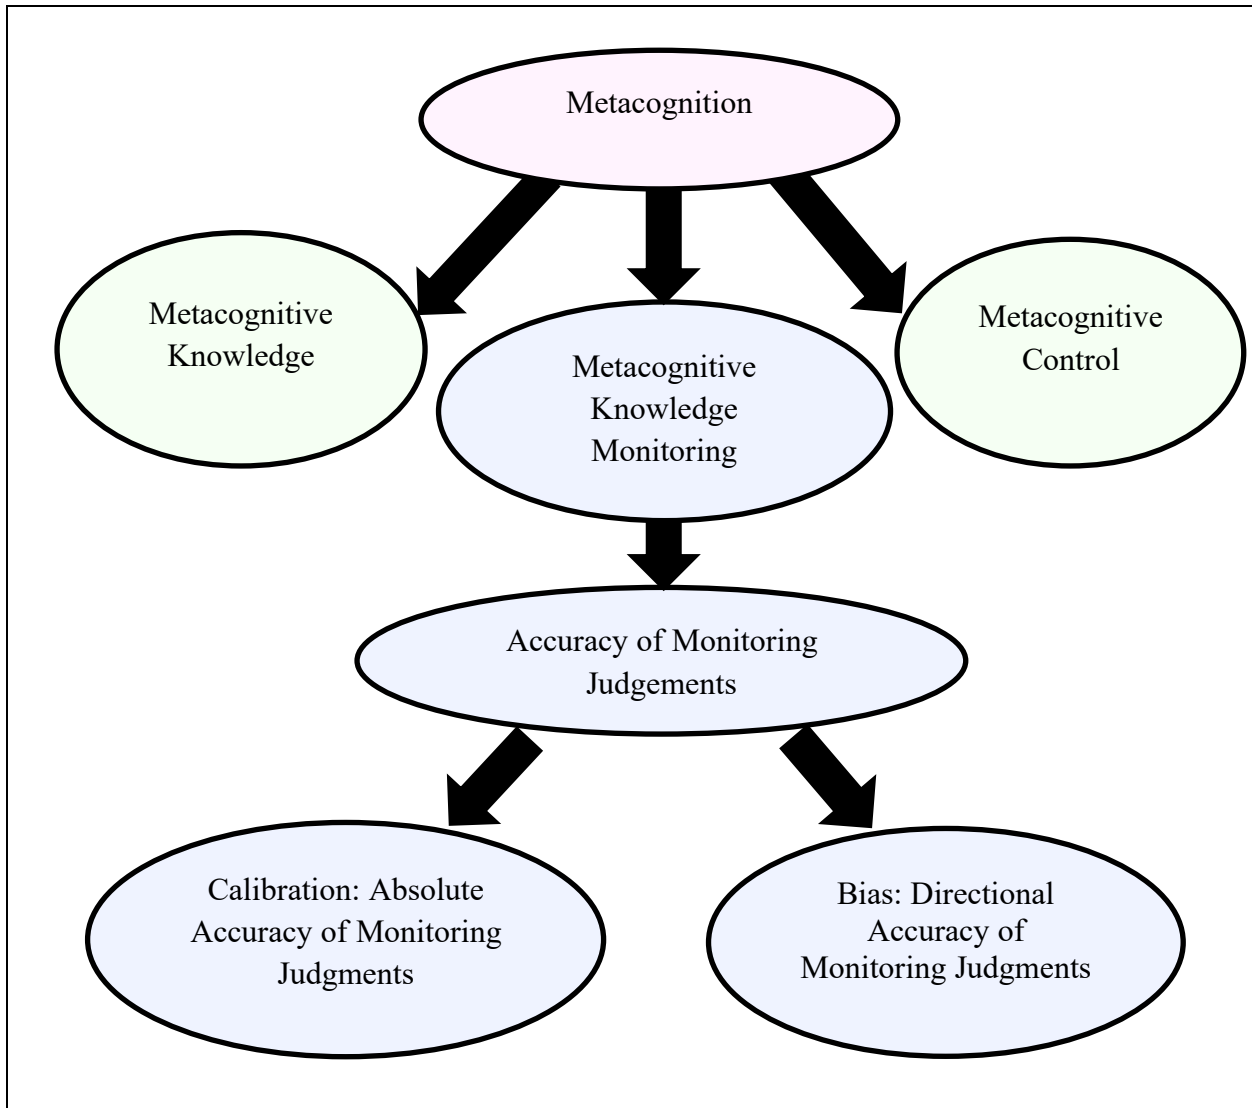 Metacognition
Metacognitive
Knowledge
Metacognitive
Knowledge
Monitoring
Metacognitive
Control
Accuracy of Monitoring
Judgements
Calibration: Absolute
Accuracy of Monitoring
Judgments
Bias: Directional
Accuracy of
Monitoring Judgments